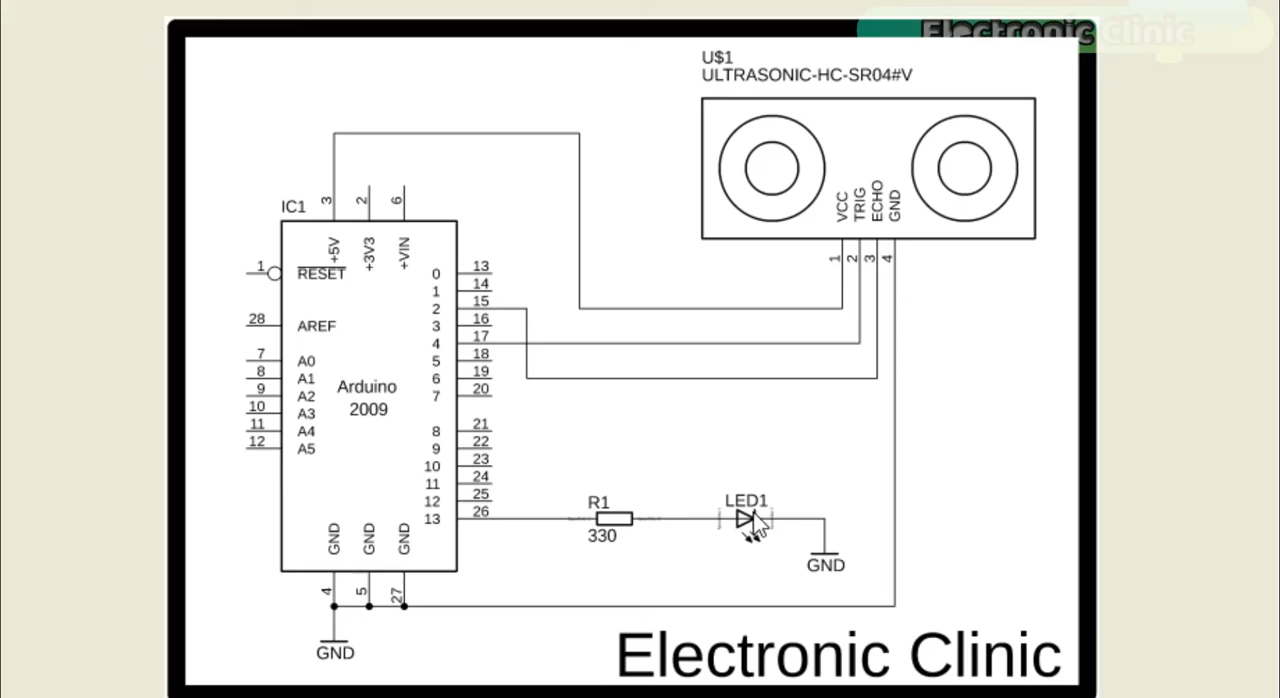 Electronic Clinic
U$1
ULTRASONIC-HC-SR04#V
VCC
TRIG
ECHO
GND
1
2
3
4
IC1
3
2
6
+5V
+3V3
+VIN
1
RESET
28
AREF
7
A0
8
A1
9
A2
10
A3
11
A4
12
A5
Arduino
2009
0
13
1
14
2
15
3
16
4
17
5
18
6
19
7
20
8
21
9
22
10
23
11
24
12
25
13
26
R1
330
LED1
GND
GND
GND
GND
4
5
27
GND
Electronic Clinic